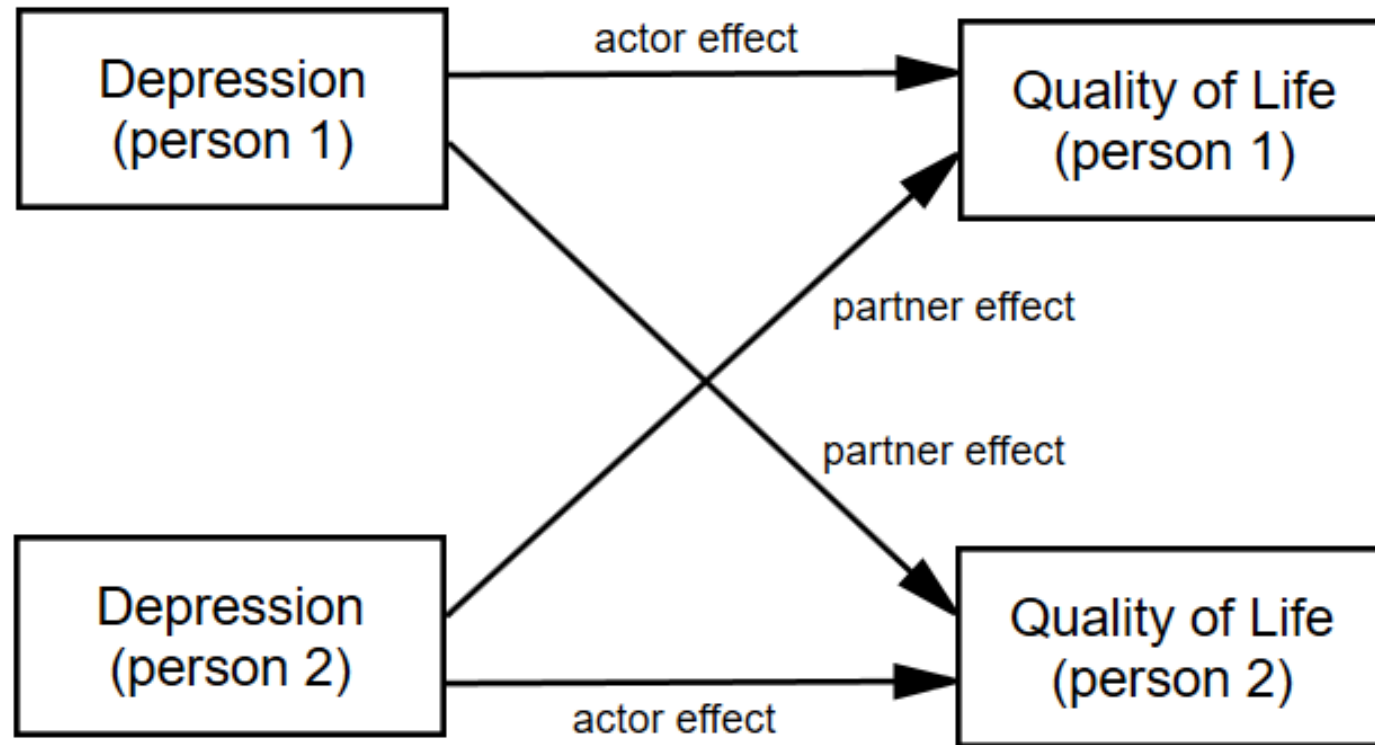 actor effect
Depression
(person 1)
Quality of Life
(person 1)
partner effect
partner effect
Depression
(person 2)
Quality of Life
(person 2)
actor effect